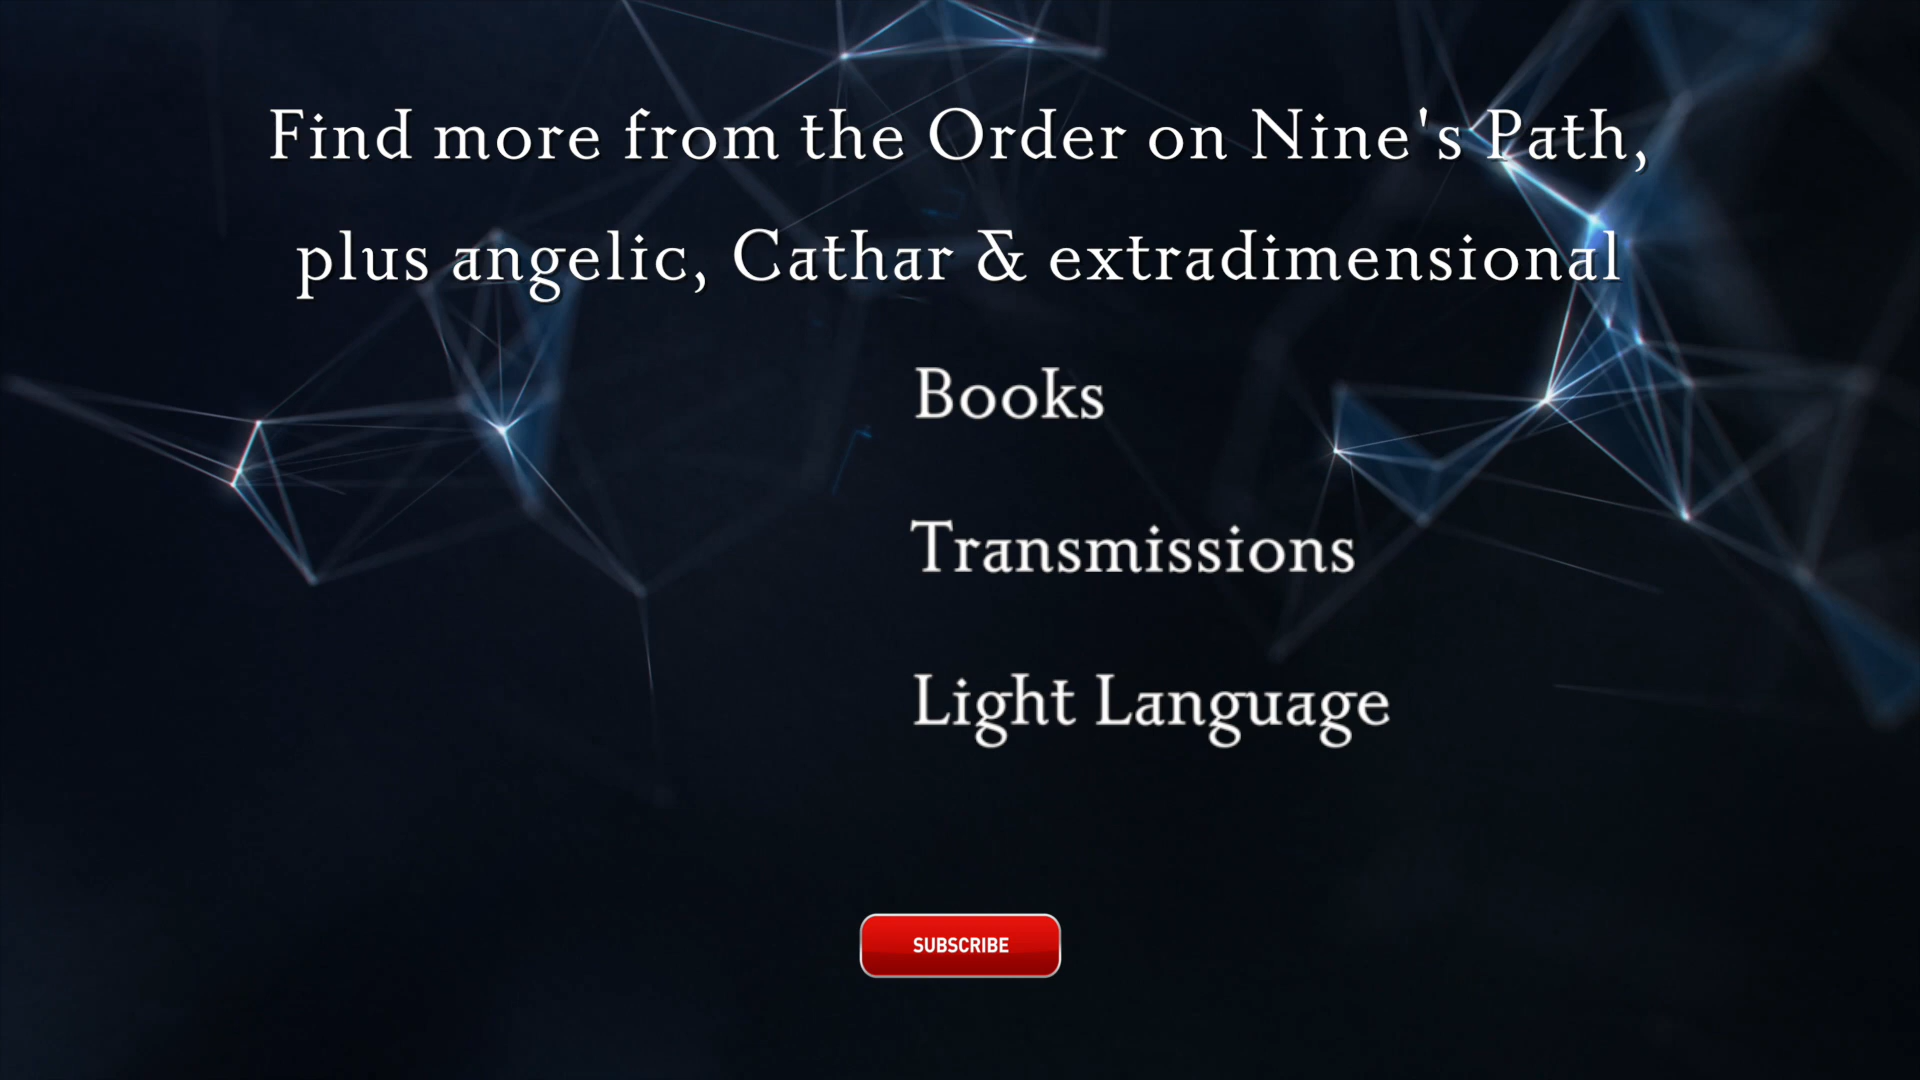 Find more from the Order on Nine's Path,
plus angelic, Cathar & extradimensional
Books
Transmissions
Light Language
SUBSCRIBE